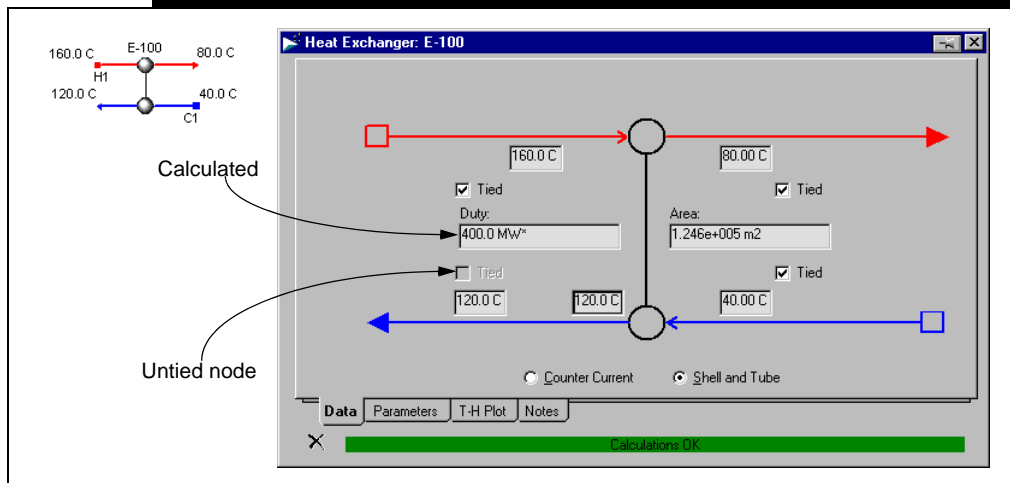 Heat Exchanger: E-100
160.0 C E-100 80.0 C
H1
120.0 C 40.0 C
C1
160.0 C 80.00 C
Calculated
Tied Tied
Duty: Area:
400.0 MW* 1.246e+005 m2
Tied Tied
120.0 C 120.0 C 40.00 C
Untied node
Counter Current Shell and Tube
Data Parameters T-H Plot Notes
Calculations OK